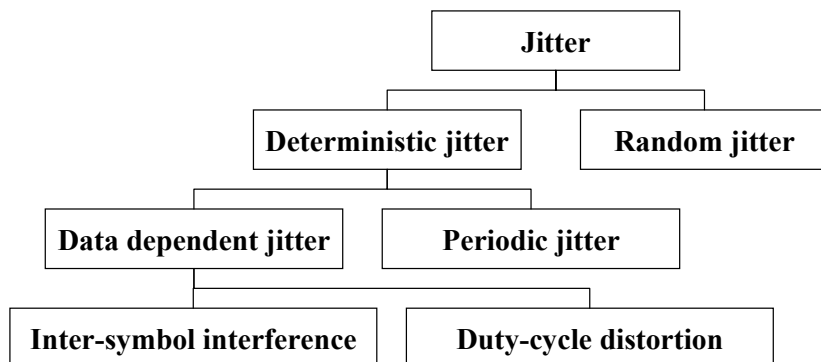 Jitter
Deterministic jitter
Random jitter
Data dependent jitter
Periodic jitter
Inter-symbol interference
Duty-cycle distortion